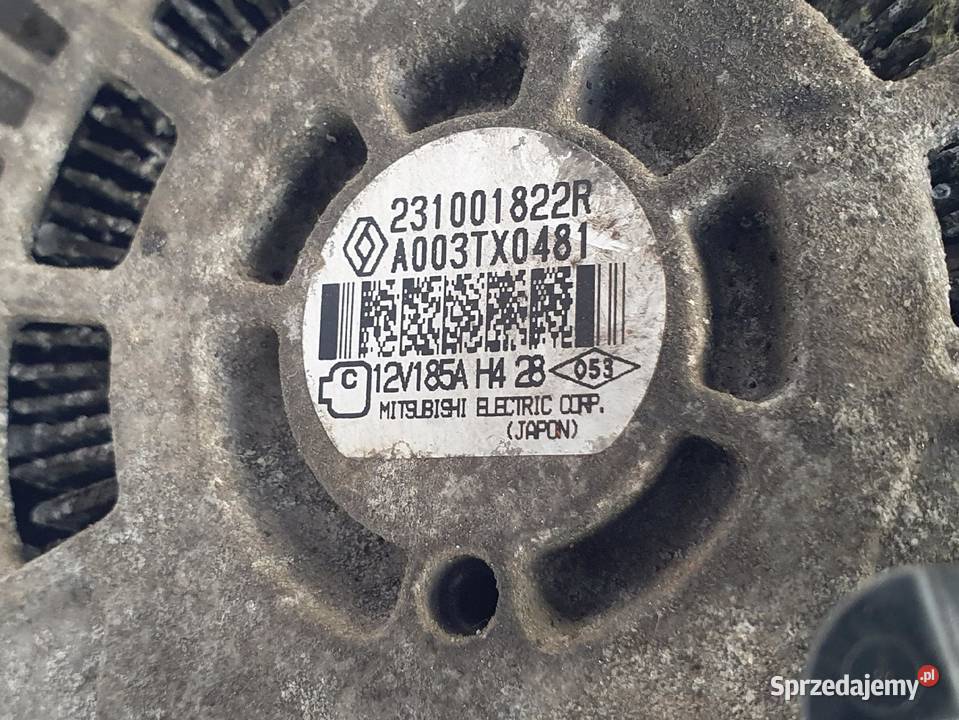 231001822R
A003TX0481
C 12V185A H4 28 053
MITSUBISHI ELECTRIC CORP.
(JAPON)
Sprzedajemy.pl